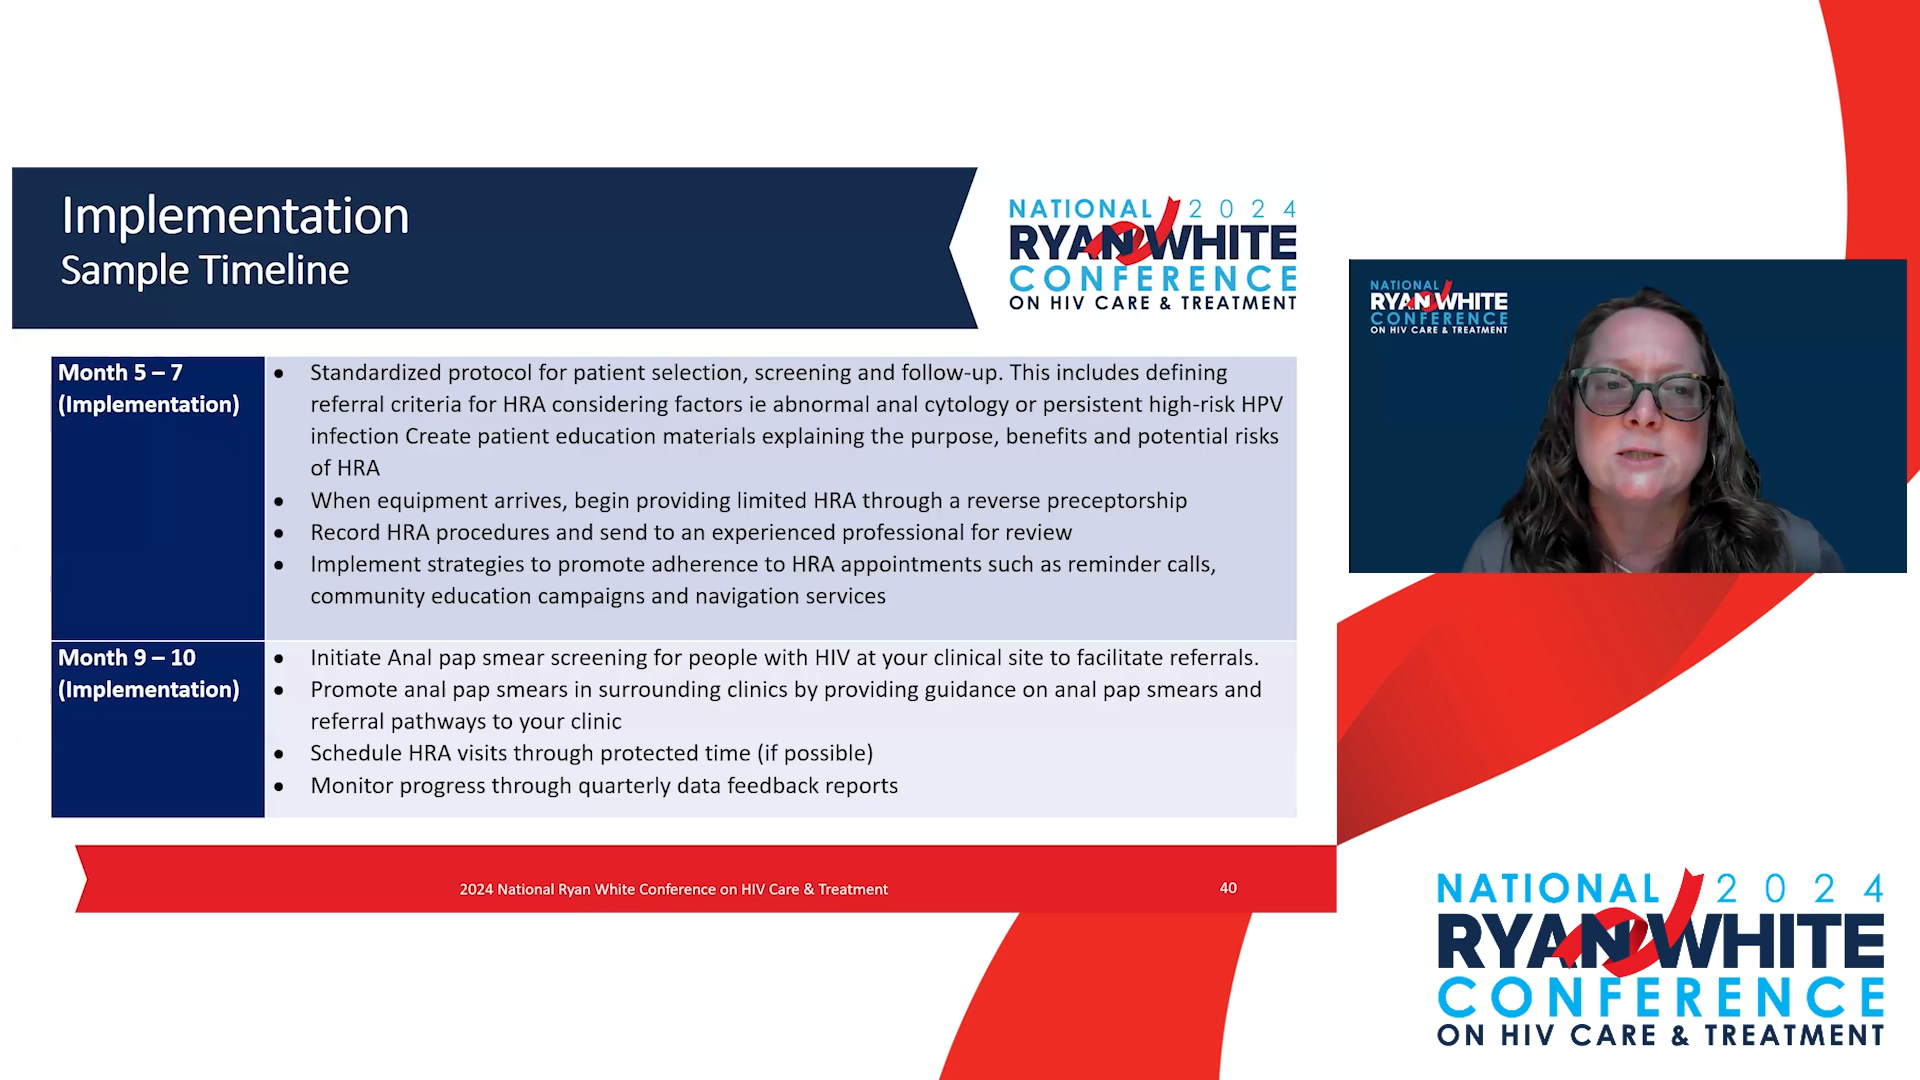 Implementation
Sample Timeline
NATIONAL 2024
RYAN WHITE
CONFERENCE
ON HIV CARE & TREATMENT
Month 5 – 7
(Implementation)
• Standardized protocol for patient selection, screening and follow-up. This includes defining
referral criteria for HRA considering factors ie abnormal anal cytology or persistent high-risk HPV
infection Create patient education materials explaining the purpose, benefits and potential risks
of HRA
• When equipment arrives, begin providing limited HRA through a reverse preceptorship
• Record HRA procedures and send to an experienced professional for review
• Implement strategies to promote adherence to HRA appointments such as reminder calls,
community education campaigns and navigation services
Month 9 – 10
(Implementation)
• Initiate Anal pap smear screening for people with HIV at your clinical site to facilitate referrals.
• Promote anal pap smears in surrounding clinics by providing guidance on anal pap smears and
referral pathways to your clinic
• Schedule HRA visits through protected time (if possible)
• Monitor progress through quarterly data feedback reports
2024 National Ryan White Conference on HIV Care & Treatment
40
NATIONAL
RYAN WHITE
CONFERENCE
ON HIV CARE & TREATMENT
NATIONAL 2024
RYAN WHITE
CONFERENCE
ON HIV CARE & TREATMENT